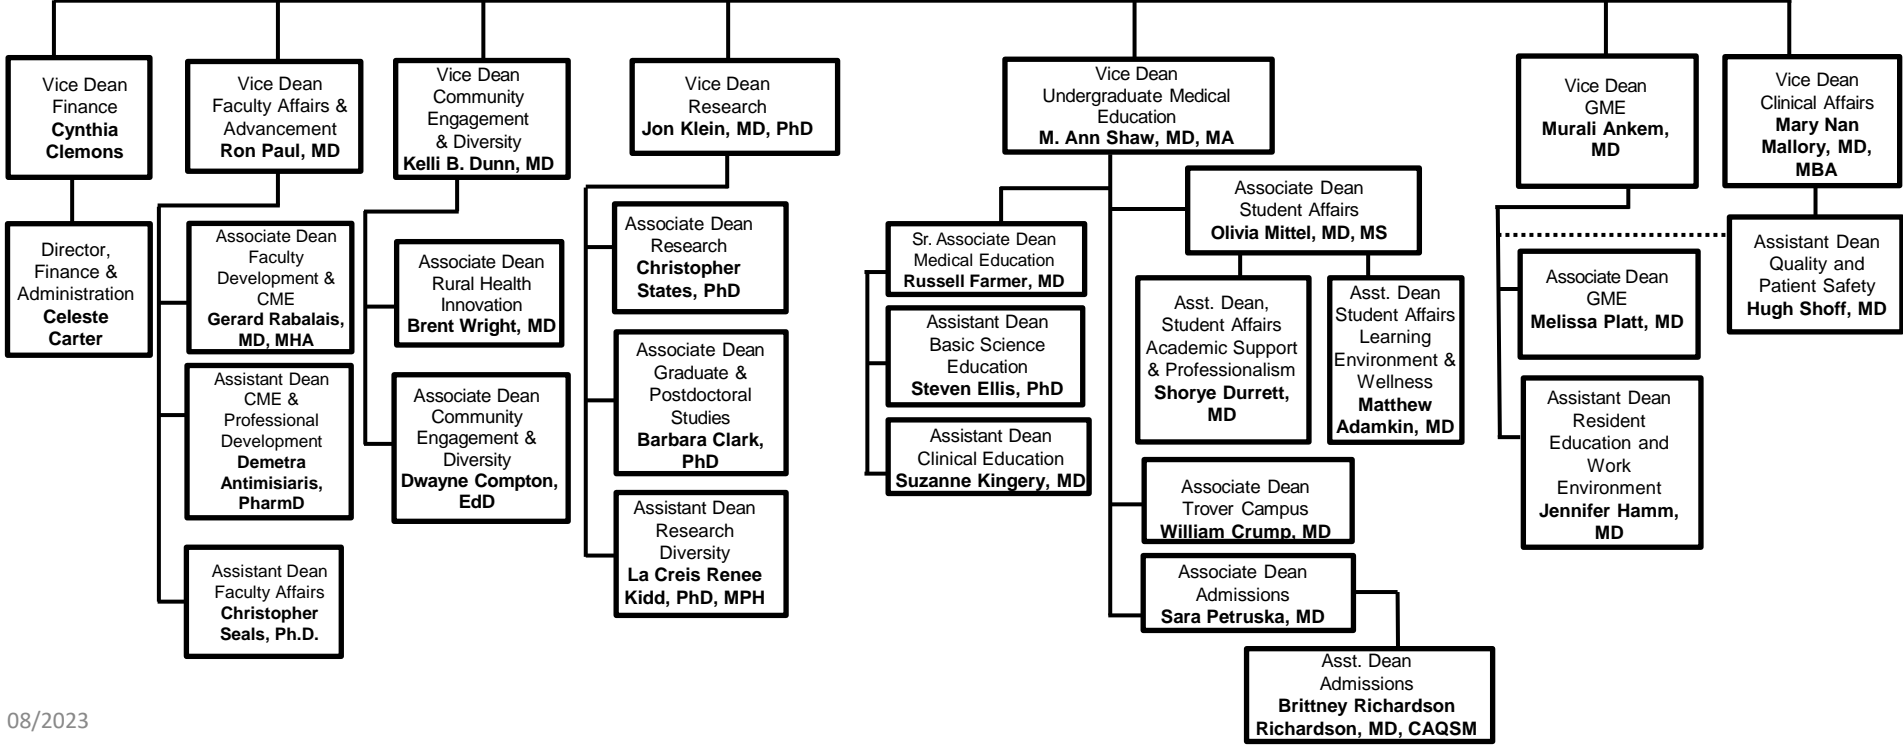 Vice Dean
Finance
Cynthia
Clemons
Director,
Finance &
Administration
Celeste
Carter
Vice Dean
Faculty Affairs &
Advancement
Ron Paul, MD
Associate Dean
Faculty
Development &
CME
Gerard Rabalais,
MD, MHA
Assistant Dean
CME &
Professional
Development
Demetra
Antimisiaris,
PharmD
Assistant Dean
Faculty Affairs
Christopher
Seals, Ph.D.
Vice Dean
Community
Engagement
& Diversity
Kelli B. Dunn, MD
Associate Dean
Rural Health
Innovation
Brent Wright, MD
Associate Dean
Community
Engagement &
Diversity
Dwayne Compton,
EdD
Vice Dean
Research
Jon Klein, MD, PhD
Associate Dean
Research
Christopher
States, PhD
Associate Dean
Graduate &
Postdoctoral
Studies
Barbara Clark,
PhD
Assistant Dean
Research
Diversity
La Creis Renee
Kidd, PhD, MPH
Vice Dean
Undergraduate Medical
Education
M. Ann Shaw, MD, MA
Sr. Associate Dean
Medical Education
Russell Farmer, MD
Assistant Dean
Basic Science
Education
Steven Ellis, PhD
Assistant Dean
Clinical Education
Suzanne Kingery, MD
Associate Dean
Student Affairs
Olivia Mittel, MD, MS
Asst. Dean,
Student Affairs
Academic Support
& Professionalism
Shorye Durrett,
MD
Asst. Dean
Student Affairs
Learning
Environment &
Wellness
Matthew
Adamkin, MD
Associate Dean
Trover Campus
William Crump, MD
Associate Dean
Admissions
Sara Petruska, MD
Asst. Dean
Admissions
Brittney Richardson
Richardson, MD, CAQSM
Vice Dean
GME
Murali Ankem,
MD
Associate Dean
GME
Melissa Platt, MD
Assistant Dean
Resident
Education and
Work
Environment
Jennifer Hamm,
MD
Vice Dean
Clinical Affairs
Mary Nan
Mallory, MD,
MBA
Assistant Dean
Quality and
Patient Safety
Hugh Shoff, MD
08/2023